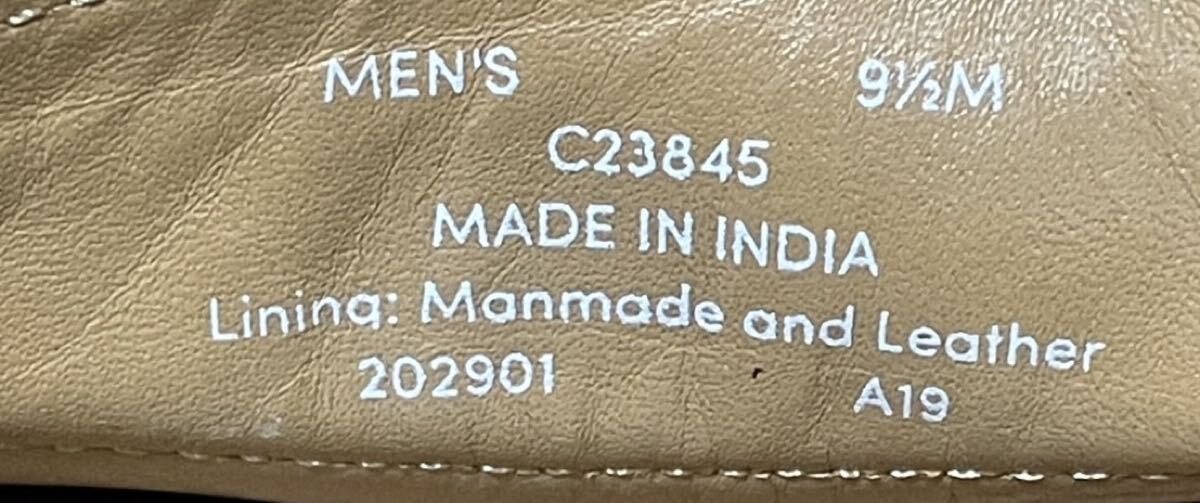 MEN'S 9½M
C23845
MADE IN INDIA
Lining: Manmade and Leather
202901 A19